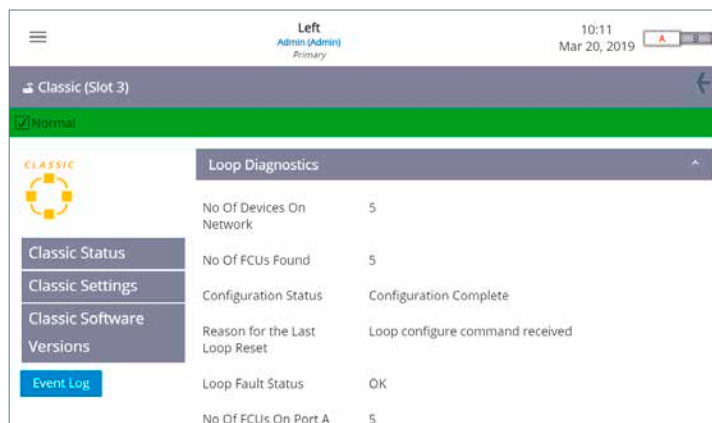 Left
Admin (Admin)
Primary
10:11
Mar 20, 2019
A
B
Classic (Slot 3)
Normal
CLASSIC
Classic Status
Classic Settings
Classic Software
Versions
Event Log
Loop Diagnostics
No Of Devices On
Network
5
No Of FCUs Found
5
Configuration Status
Configuration Complete
Reason for the Last
Loop Reset
Loop configure command received
Loop Fault Status
OK
No Of FCUs On Port A
5